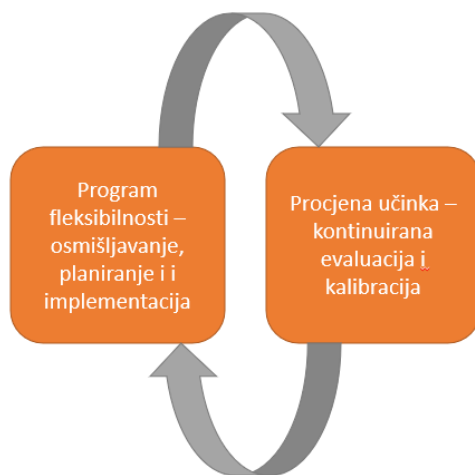 Program
fleksibilnosti –
osmišljavanje,
planiranje i i
implementacija
Procjena učinka –
kontinuirana
evaluacija i
kalibracija